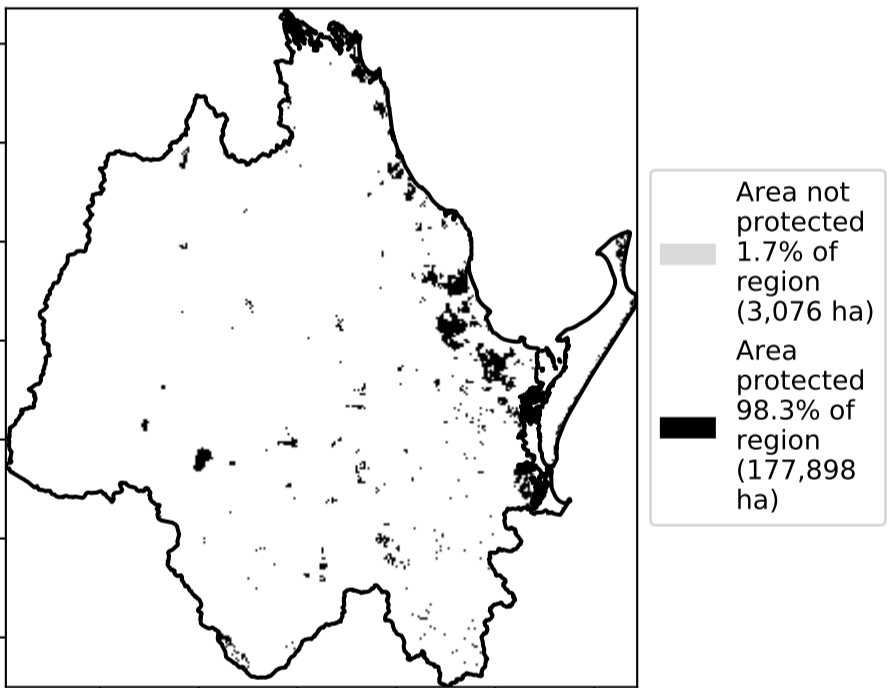 Area not
protected
1.7% of
region
(3,076 ha)
Area
protected
98.3% of
region
(177,898
ha)